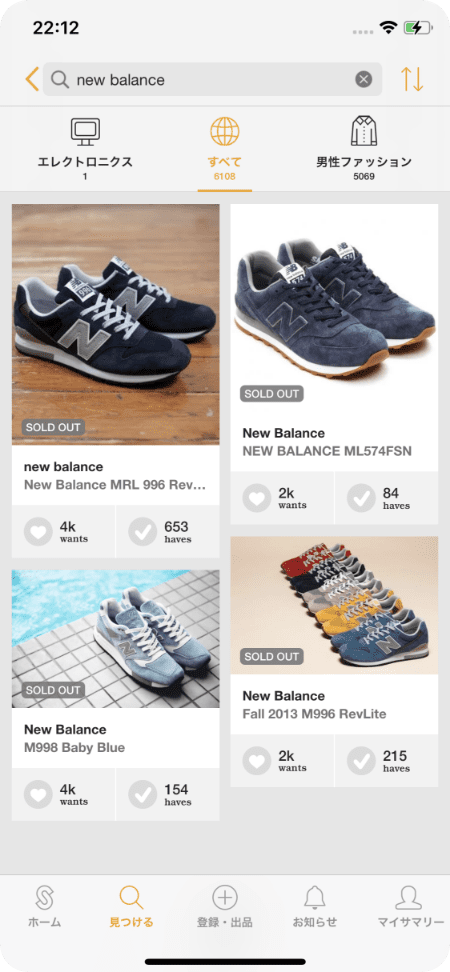 22:12
new balance
エレクトロニクス
1
すべて
6108
男性ファッション
5069
SOLD OUT
new balance
New Balance MRL 996 Rev...
4k
wants
653
haves
SOLD OUT
New Balance
NEW BALANCE ML574FSN
2k
wants
84
haves
SOLD OUT
New Balance
M998 Baby Blue
4k
wants
154
haves
SOLD OUT
New Balance
Fall 2013 M996 RevLite
2k
wants
215
haves
ホーム
見つける
登録・出品
お知らせ
マイサマリー